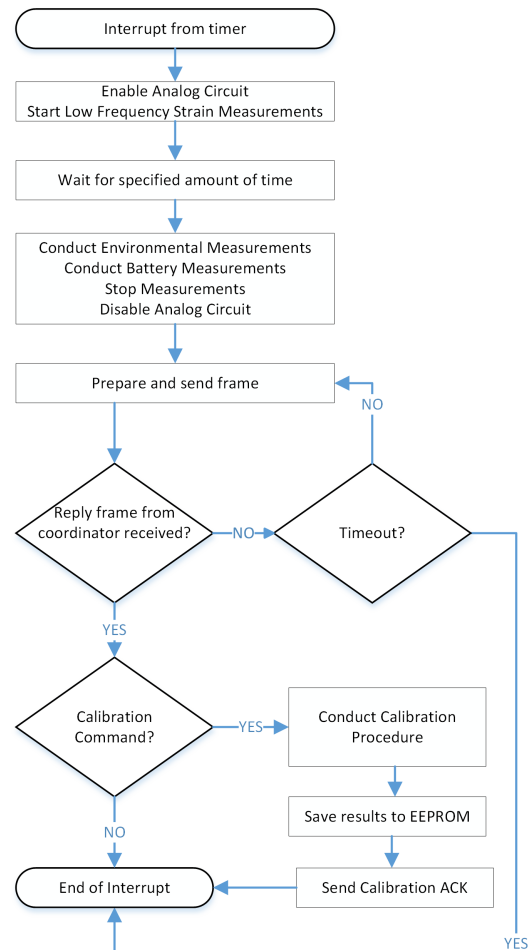 Interrupt from timer
Enable Analog Circuit
Start Low Frequency Strain Measurements
Wait for specified amount of time
Conduct Environmental Measurements
Conduct Battery Measurements
Stop Measurements
Disable Analog Circuit
Prepare and send frame
NO
Reply frame from
coordinator received?
NO
Timeout?
YES
Calibration
Command?
YES
Conduct Calibration
Procedure
Save results to EEPROM
NO
End of Interrupt
Send Calibration ACK
YES